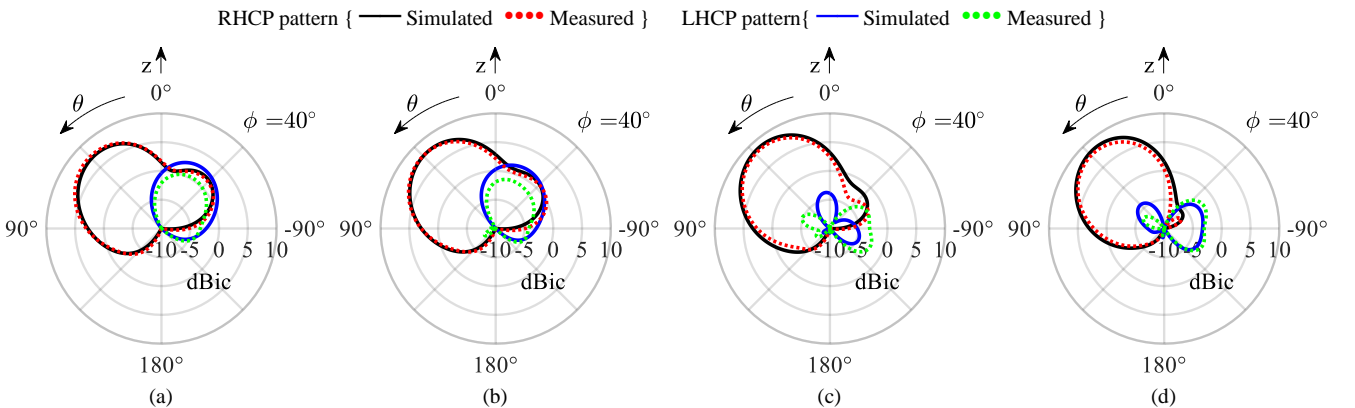 RHCP pattern { Simulated Measured } LHCP pattern{ Simulated Measured }
z z z z
0° 0° 0° 0°
θ θ θ θ
ϕ =40° ϕ =40° ϕ =40° ϕ =40°
90° -90° 90° -90° 90° -90° 90° -90°
-10 -5 0 5 10 -10 -5 0 5 10 -10 -5 0 5 10 -10 -5 0 5 10
dBic dBic dBic dBic
180° 180° 180° 180°
(a) (b) (c) (d)